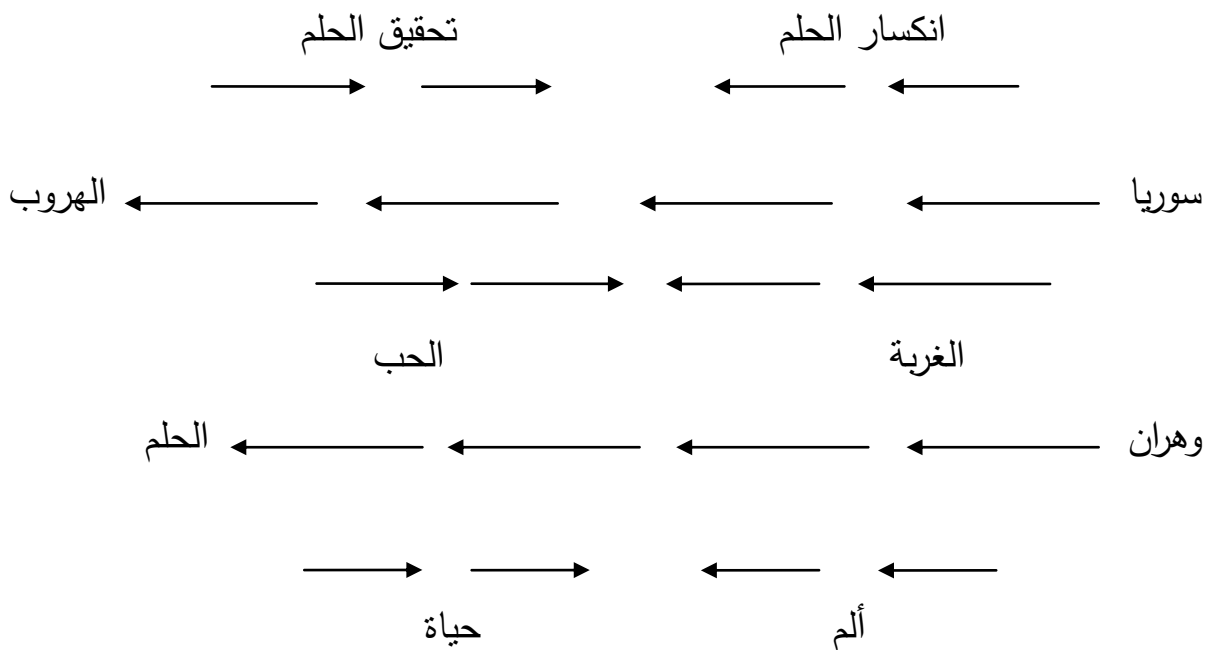 انكسار الحلم تحقيق الحلم
سوريا الهروب
الغربة الحب
وهران الحلم
ألم حياة